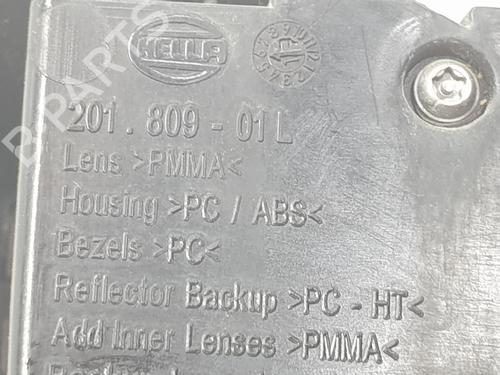 HELLA
201 . 809 - 01 L
Lens >PMMA<
Housing >PC / ABS<
Bezels >PC<
Reflector Backup >PC - HT<
Add Inner Lenses >PMMA<
B-PARTS